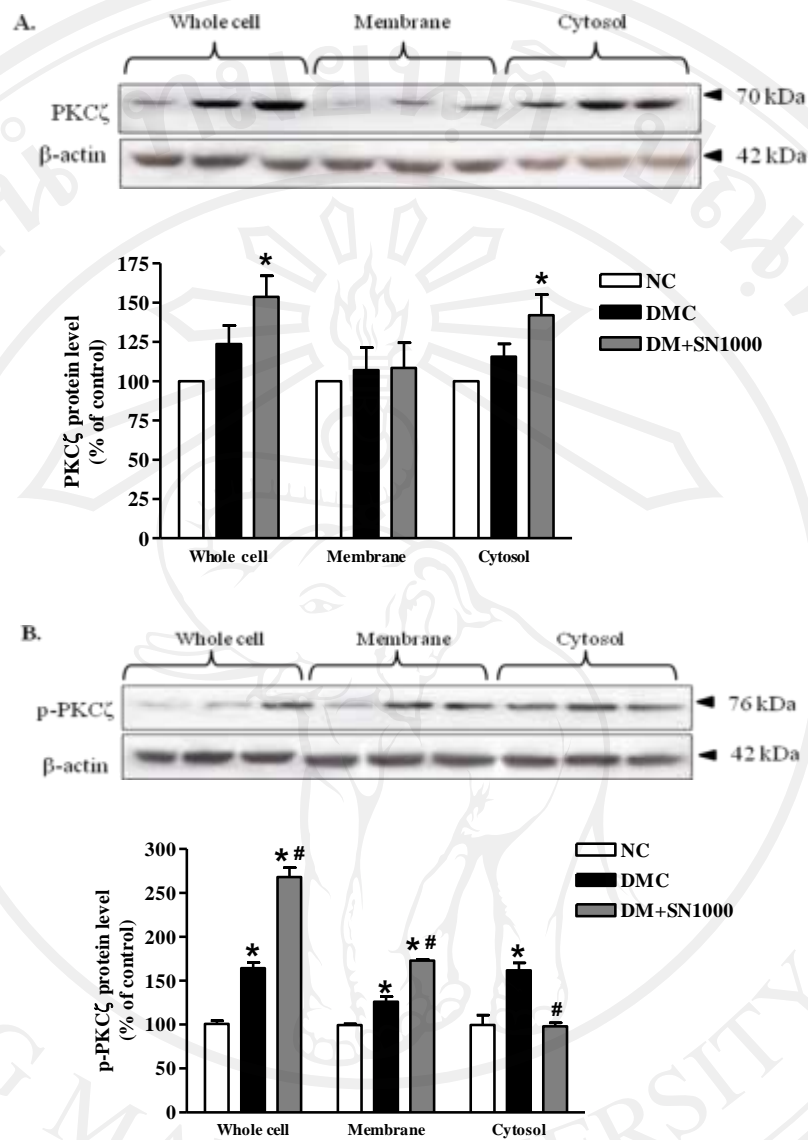 A.
Whole cell Membrane Cytosol
PKCζ 70 kDa
β-actin 42 kDa
PKCζ protein level
(% of control)
175
150
125
100
75
50
25
0
*
*
NC
DMC
DM+SN1000
Whole cell Membrane Cytosol
B.
Whole cell Membrane Cytosol
p-PKCζ 76 kDa
β-actin 42 kDa
p-PKCζ protein level
(% of control)
300
250
200
150
100
50
0
*
* #
*
* #
*
#
NC
DMC
DM+SN1000
Whole cell Membrane Cytosol